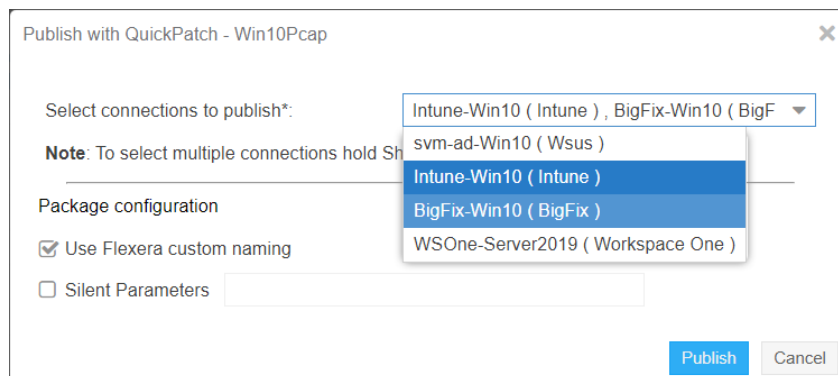 Publish with QuickPatch - Win10Pcap
Select connections to publish*:
Intune-Win10 ( Intune ) , BigFix-Win10 ( BigF
svm-ad-Win10 ( Wsus )
Note: To select multiple connections hold Sh
Intune-Win10 ( Intune )
Package configuration
BigFix-Win10 ( BigFix )
Use Flexera custom naming
WSOne-Server2019 ( Workspace One )
Silent Parameters
Publish
Cancel